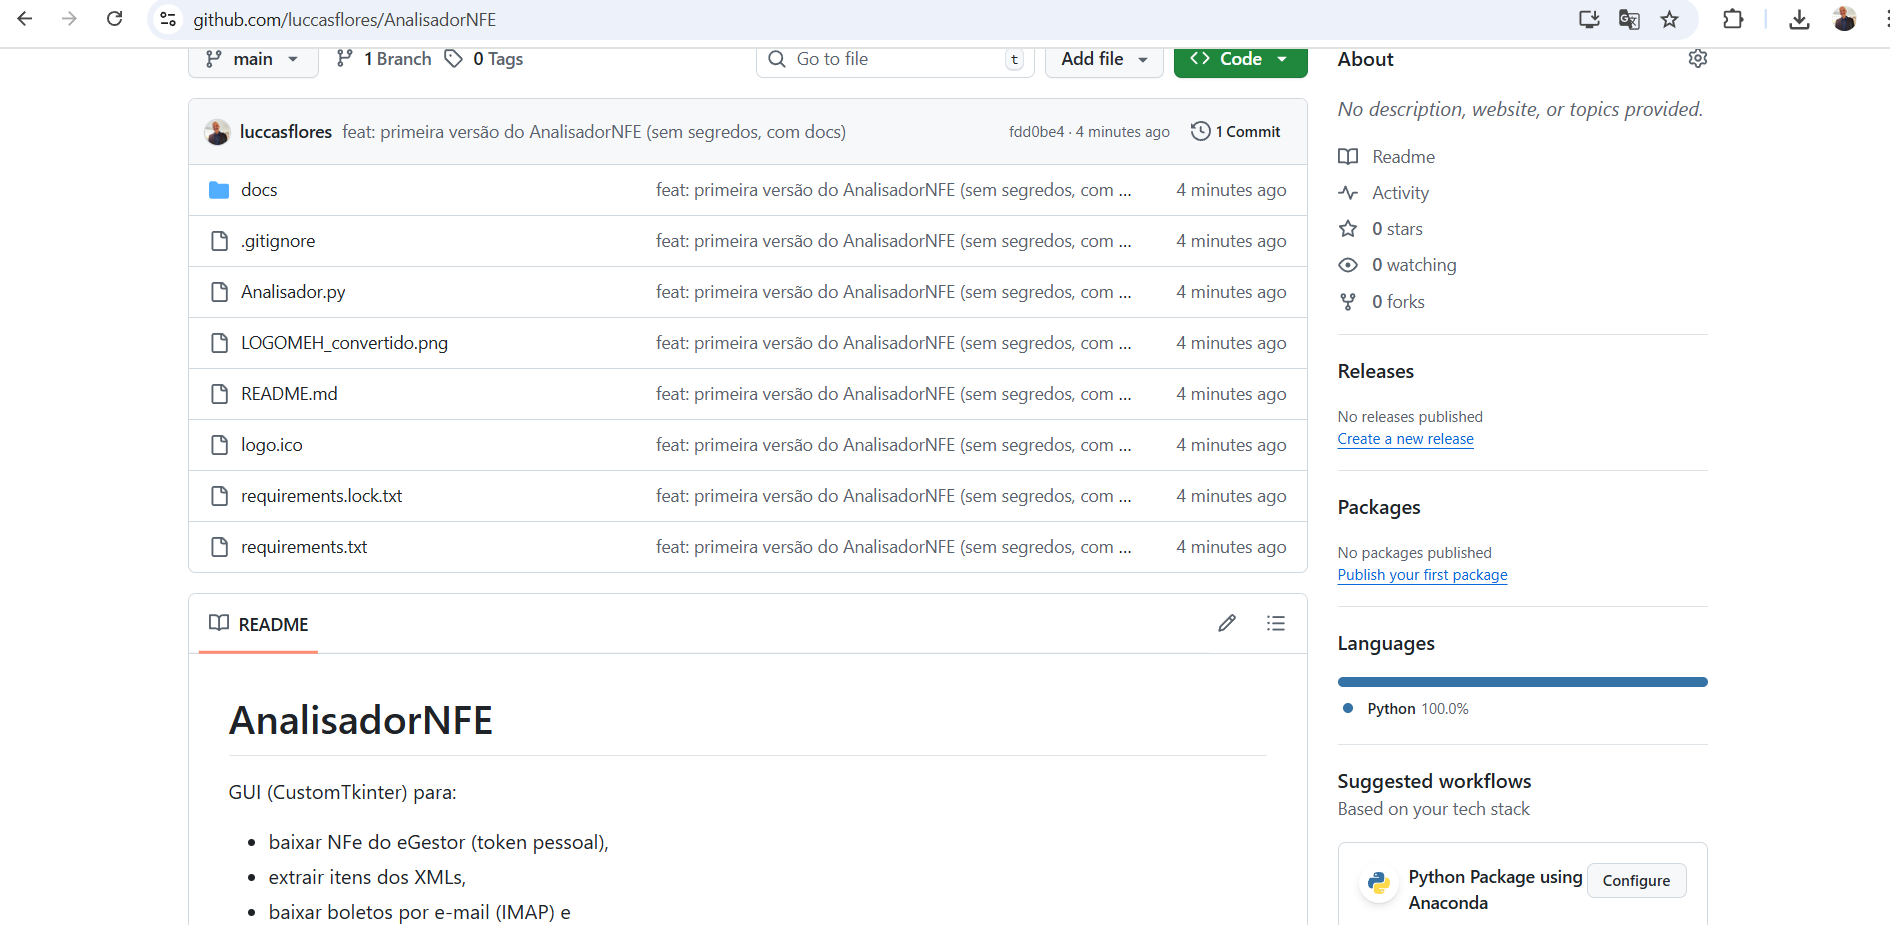 github.com/luccasflores/AnalisadorNFE
main
1 Branch
0 Tags
Go to file
t
Add file
Code
luccasflores feat: primeira versão do AnalisadorNFE (sem segredos, com docs)
fdd0be4 · 4 minutes ago
1 Commit
docs feat: primeira versão do AnalisadorNFE (sem segredos, com ... 4 minutes ago
.gitignore feat: primeira versão do AnalisadorNFE (sem segredos, com ... 4 minutes ago
Analisador.py feat: primeira versão do AnalisadorNFE (sem segredos, com ... 4 minutes ago
LOGOMEH_convertido.png feat: primeira versão do AnalisadorNFE (sem segredos, com ... 4 minutes ago
README.md feat: primeira versão do AnalisadorNFE (sem segredos, com ... 4 minutes ago
logo.ico feat: primeira versão do AnalisadorNFE (sem segredos, com ... 4 minutes ago
requirements.lock.txt feat: primeira versão do AnalisadorNFE (sem segredos, com ... 4 minutes ago
requirements.txt feat: primeira versão do AnalisadorNFE (sem segredos, com ... 4 minutes ago
README
AnalisadorNFE
GUI (CustomTkinter) para:
• baixar NFe do eGestor (token pessoal),
• extrair itens dos XMLs,
• baixar boletos por e-mail (IMAP) e
About
No description, website, or topics provided.
Readme
Activity
0 stars
0 watching
0 forks
Releases
No releases published
Create a new release
Packages
No packages published
Publish your first package
Languages
Python 100.0%
Suggested workflows
Based on your tech stack
Python Package using
Anaconda
Configure